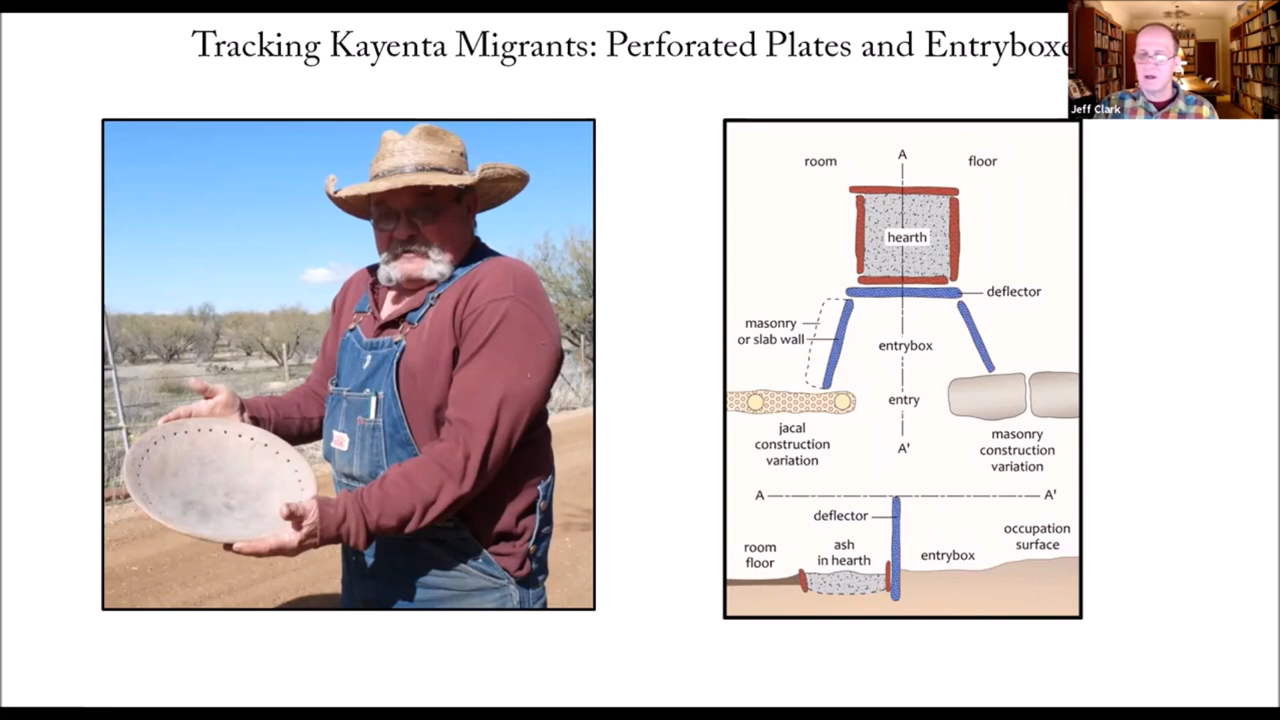 Tracking Kayenta Migrants: Perforated Plates and Entryboxe
Jeff Clark
room
A
floor
hearth
deflector
masonry
or slab wall
entrybox
entry
jacal
construction
variation
A'
masonry
construction
variation
A
A'
deflector
occupation
surface
room
floor
ash
in hearth
entrybox